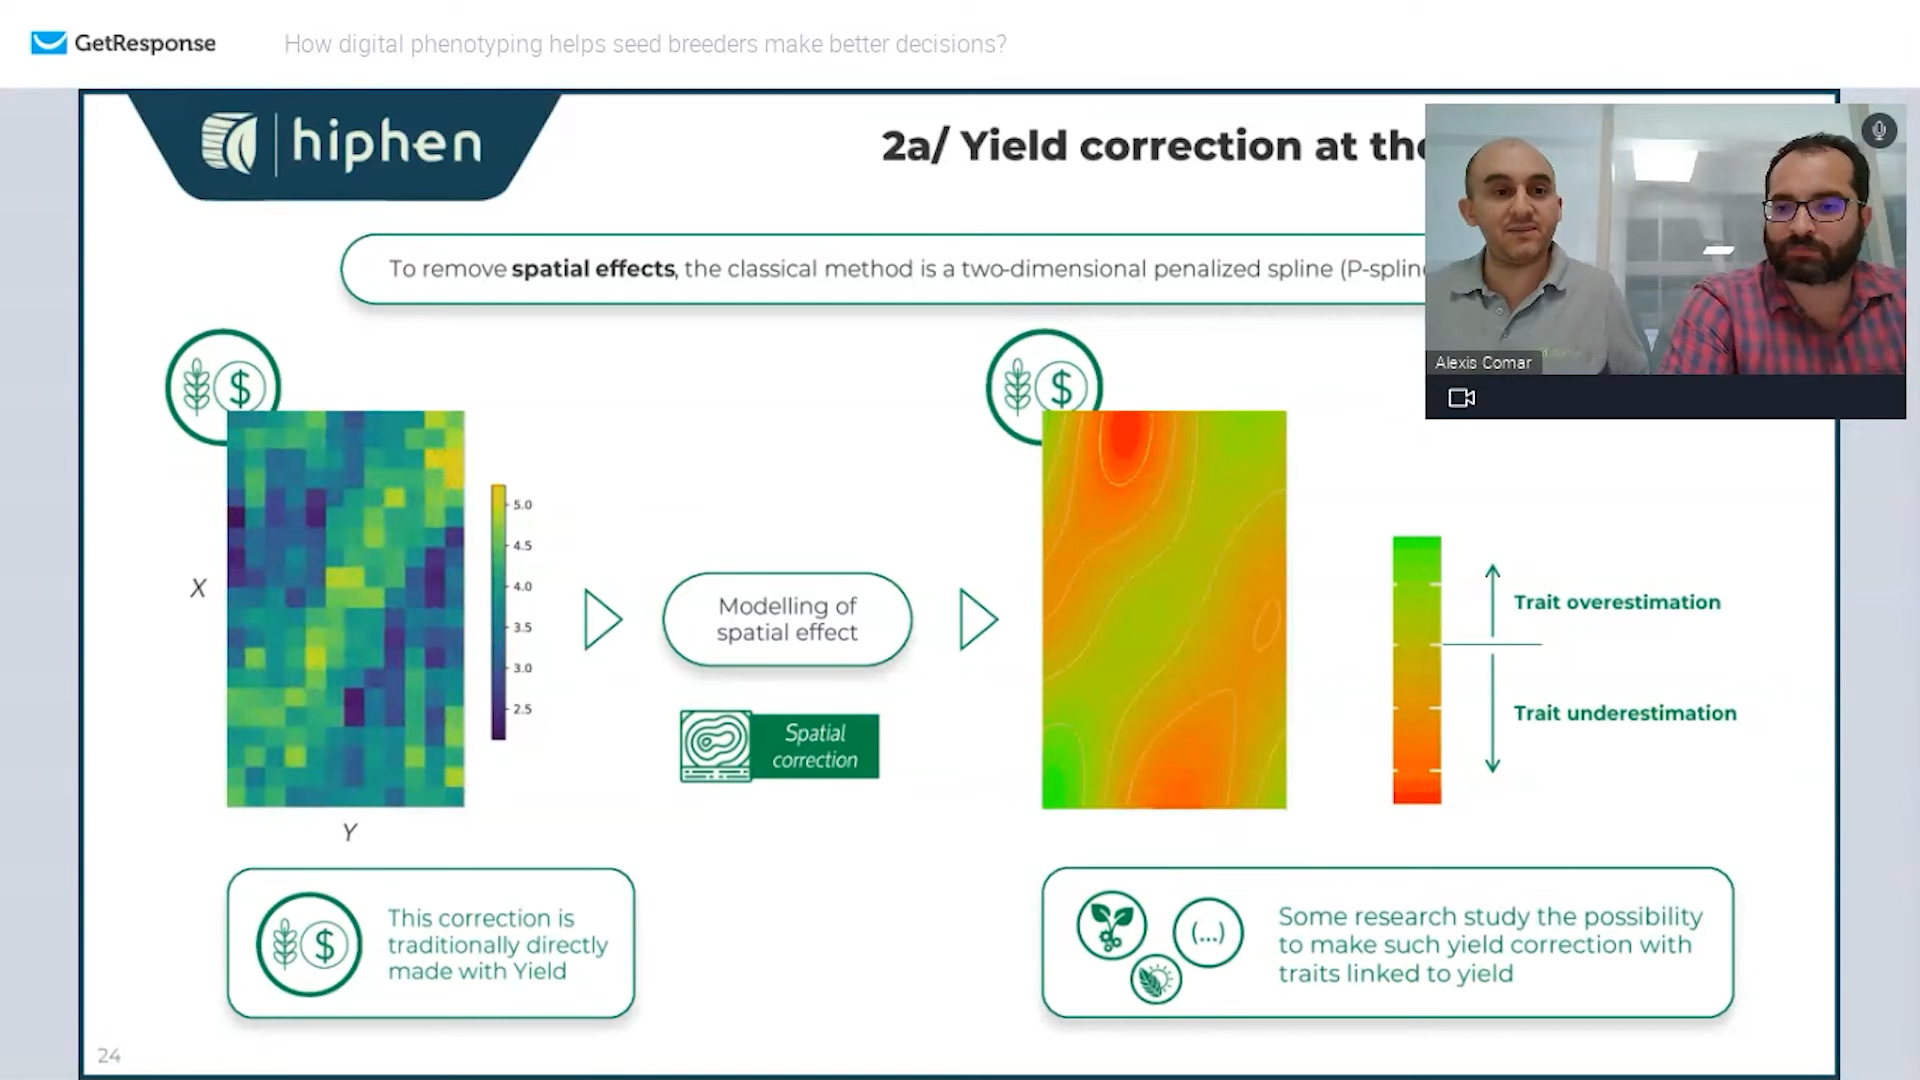 GetResponse
How digital phenotyping helps seed breeders make better decisions?
hiphen
2a/ Yield correction at the
To remove spatial effects, the classical method is a two-dimensional penalized spline (P-spline
Alexis Comar
$
$
5.0
4.5
4.0
3.5
3.0
2.5
X
Y
Modelling of
spatial effect
Spatial
correction
Trait overestimation
Trait underestimation
$
This correction is
traditionally directly
made with Yield
(...)
Some research study the possibility
to make such yield correction with
traits linked to yield
24